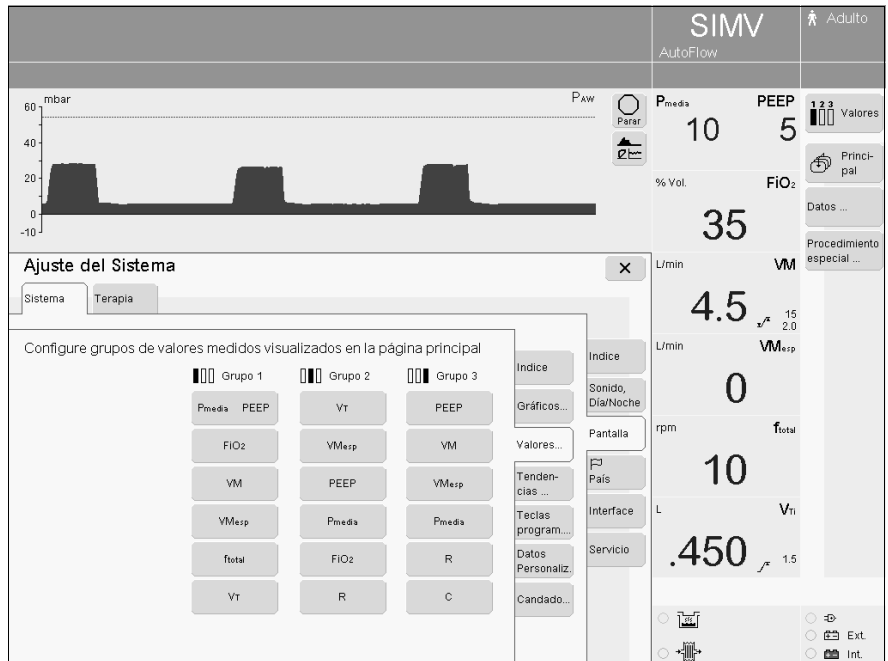 SIMV
AutoFlow
Adulto
mbar
Paw
60
40
20
0
-10
Parar
Pmedia PEEP
10 5
% Vol. FiO2
35
L/min VM
4.5 15
2.0
L/min VMesp
0
rpm ftotal
10
L VTi
.450 1.5
1 2 3
Valores
Princi-
pal
Datos ...
Procedimiento
especial ...
Ajuste del Sistema
Sistema Terapia
Configure grupos de valores medidos visualizados en la página principal
Grupo 1 Grupo 2 Grupo 3
Pmedia PEEP VT PEEP
FiO2 VMesp VM
VM PEEP VMesp
VMesp Pmedia Pmedia
ftotal FiO2 R
VT R C
Indice
Gráficos...
Valores...
Tenden-
cias ...
Teclas
program....
Datos
Personaliz.
Candado...
Indice
Sonido,
Día/Noche
Pantalla
País
Interface
Servicio
Ext.
Int.